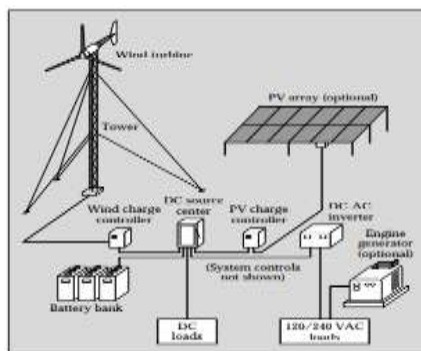 Wind turbine
PV array (optional)
Tower
Wind charge
controller
DC source
center
PV charge
controller
DC-AC
inverter
Engine
generator
(optional)
(System controls
not shown)
Battery bank
DC
loads
120/240 VAC
loads